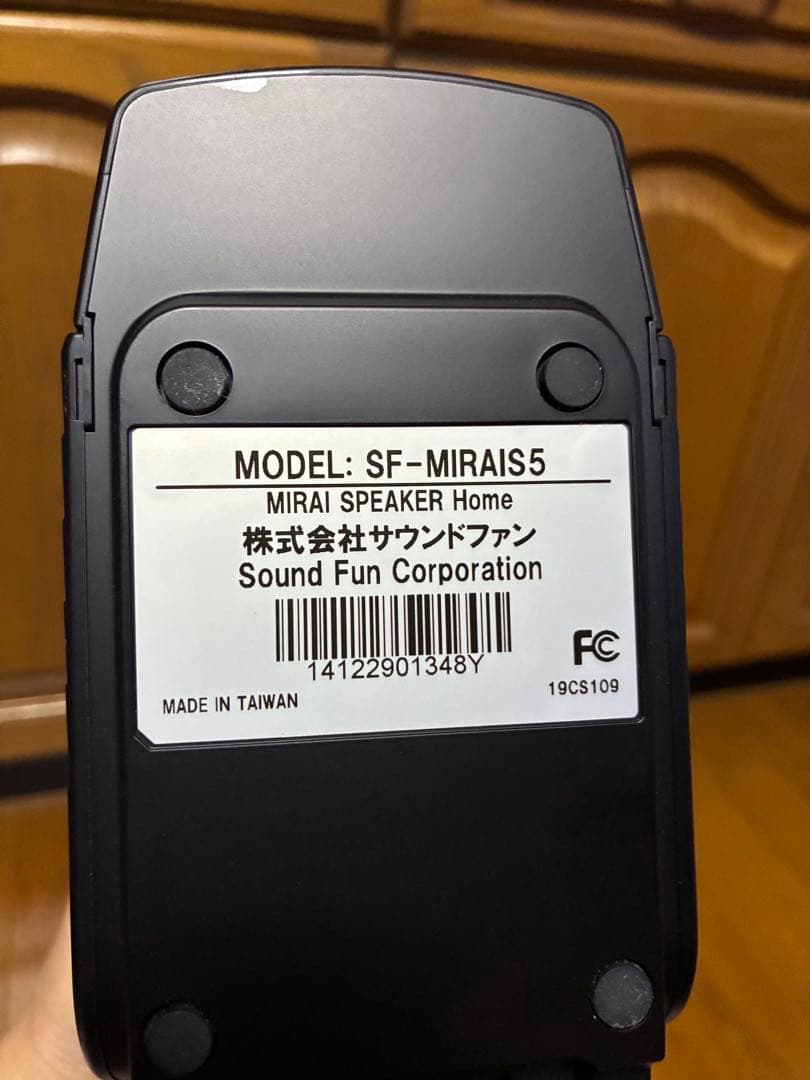 MODEL: SF-MIRAIS5
MIRAI SPEAKER Home
株式会社サウンドファン
Sound Fun Corporation
14122901348Y
FC
MADE IN TAIWAN
19CS109